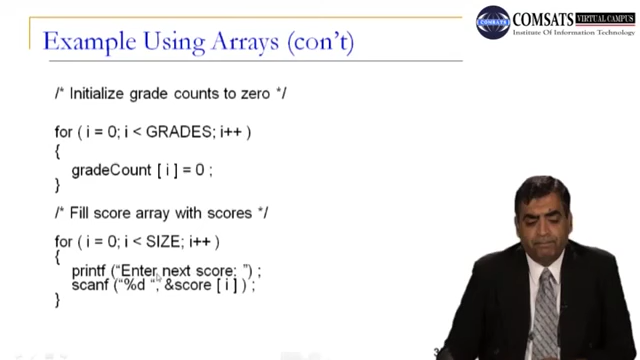 COMSATS VIRTUAL CAMPUS
Institute Of Information Technology
Example Using Arrays (con’t)
/* Initialize grade counts to zero */
for ( i = 0; i < GRADES; i++ )
{
gradeCount [ i ] = 0 ;
}
/* Fill score array with scores */
for ( i = 0; i < SIZE; i++ )
{
printf (“Enter next score: ”) ;
scanf (“%d “, &score [ i ] ) ;
}